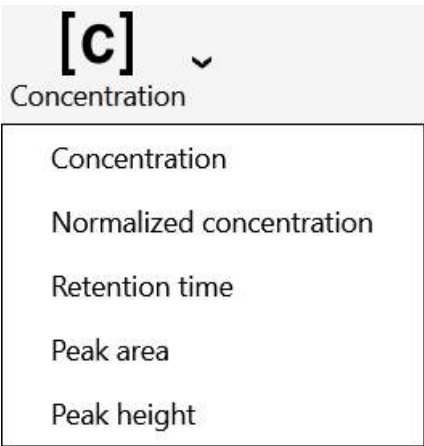 [c]
Concentration
Concentration
Normalized concentration
Retention time
Peak area
Peak height